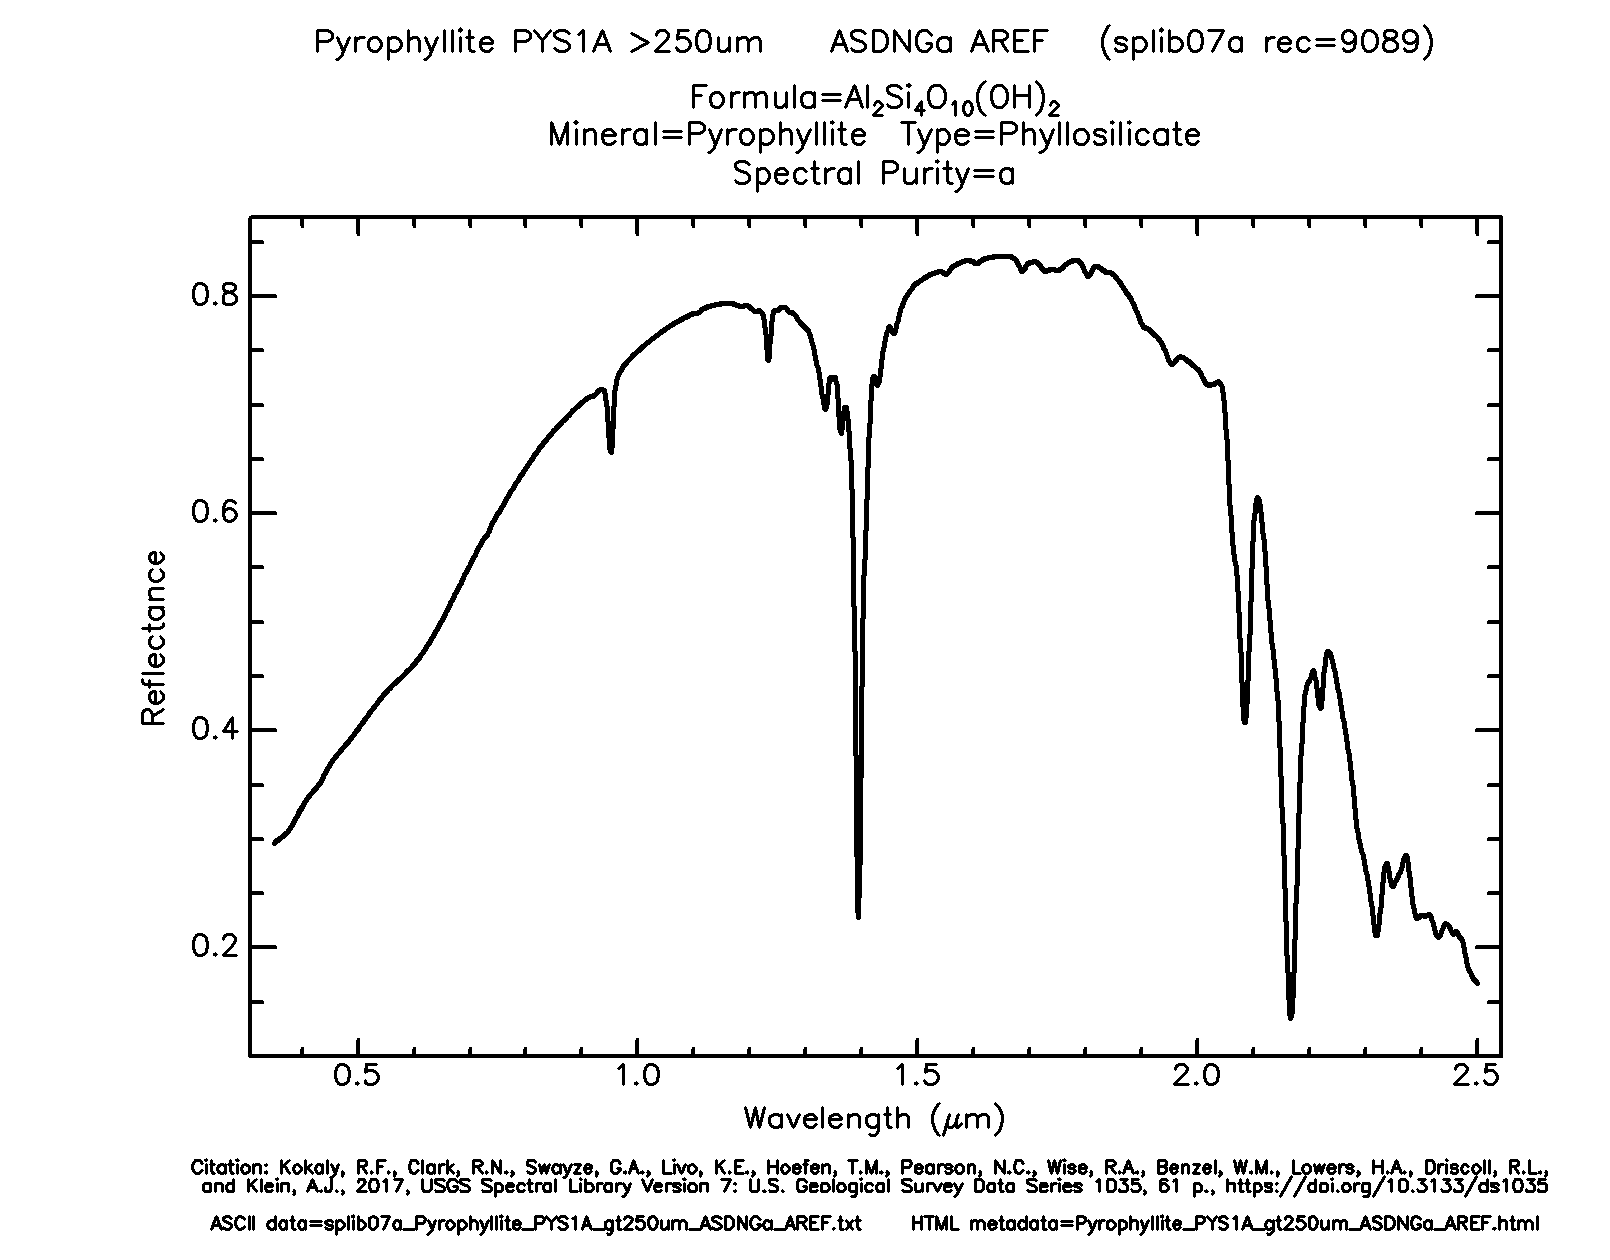 Pyrophyllite PYS1A >250um ASDNGa AREF (splib07a rec=9089)
Formula=Al₂Si₄O₁₀(OH)₂
Mineral=Pyrophyllite Type=Phyllosilicate
Spectral Purity=a
0.8
0.6
0.4
0.2
Reflectance
0.5 1.0 1.5 2.0 2.5
Wavelength (μm)
Citation: Kokaly, R.F., Clark, R.N., Swayze, G.A., Livo, K.E., Hoefen, T.M., Pearson, N.C., Wise, R.A., Benzel, W.M., Lowers, H.A., Driscoll, R.L.,
and Klein, A.J., 2017, USGS Spectral Library Version 7: U.S. Geological Survey Data Series 1035, 61 p., https://doi.org/10.3133/ds1035
ASCII data=splib07a_Pyrophyllite_PYS1A_gt250um_ASDNGa_AREF.txt HTML metadata=Pyrophyllite_PYS1A_gt250um_ASDNGa_AREF.html